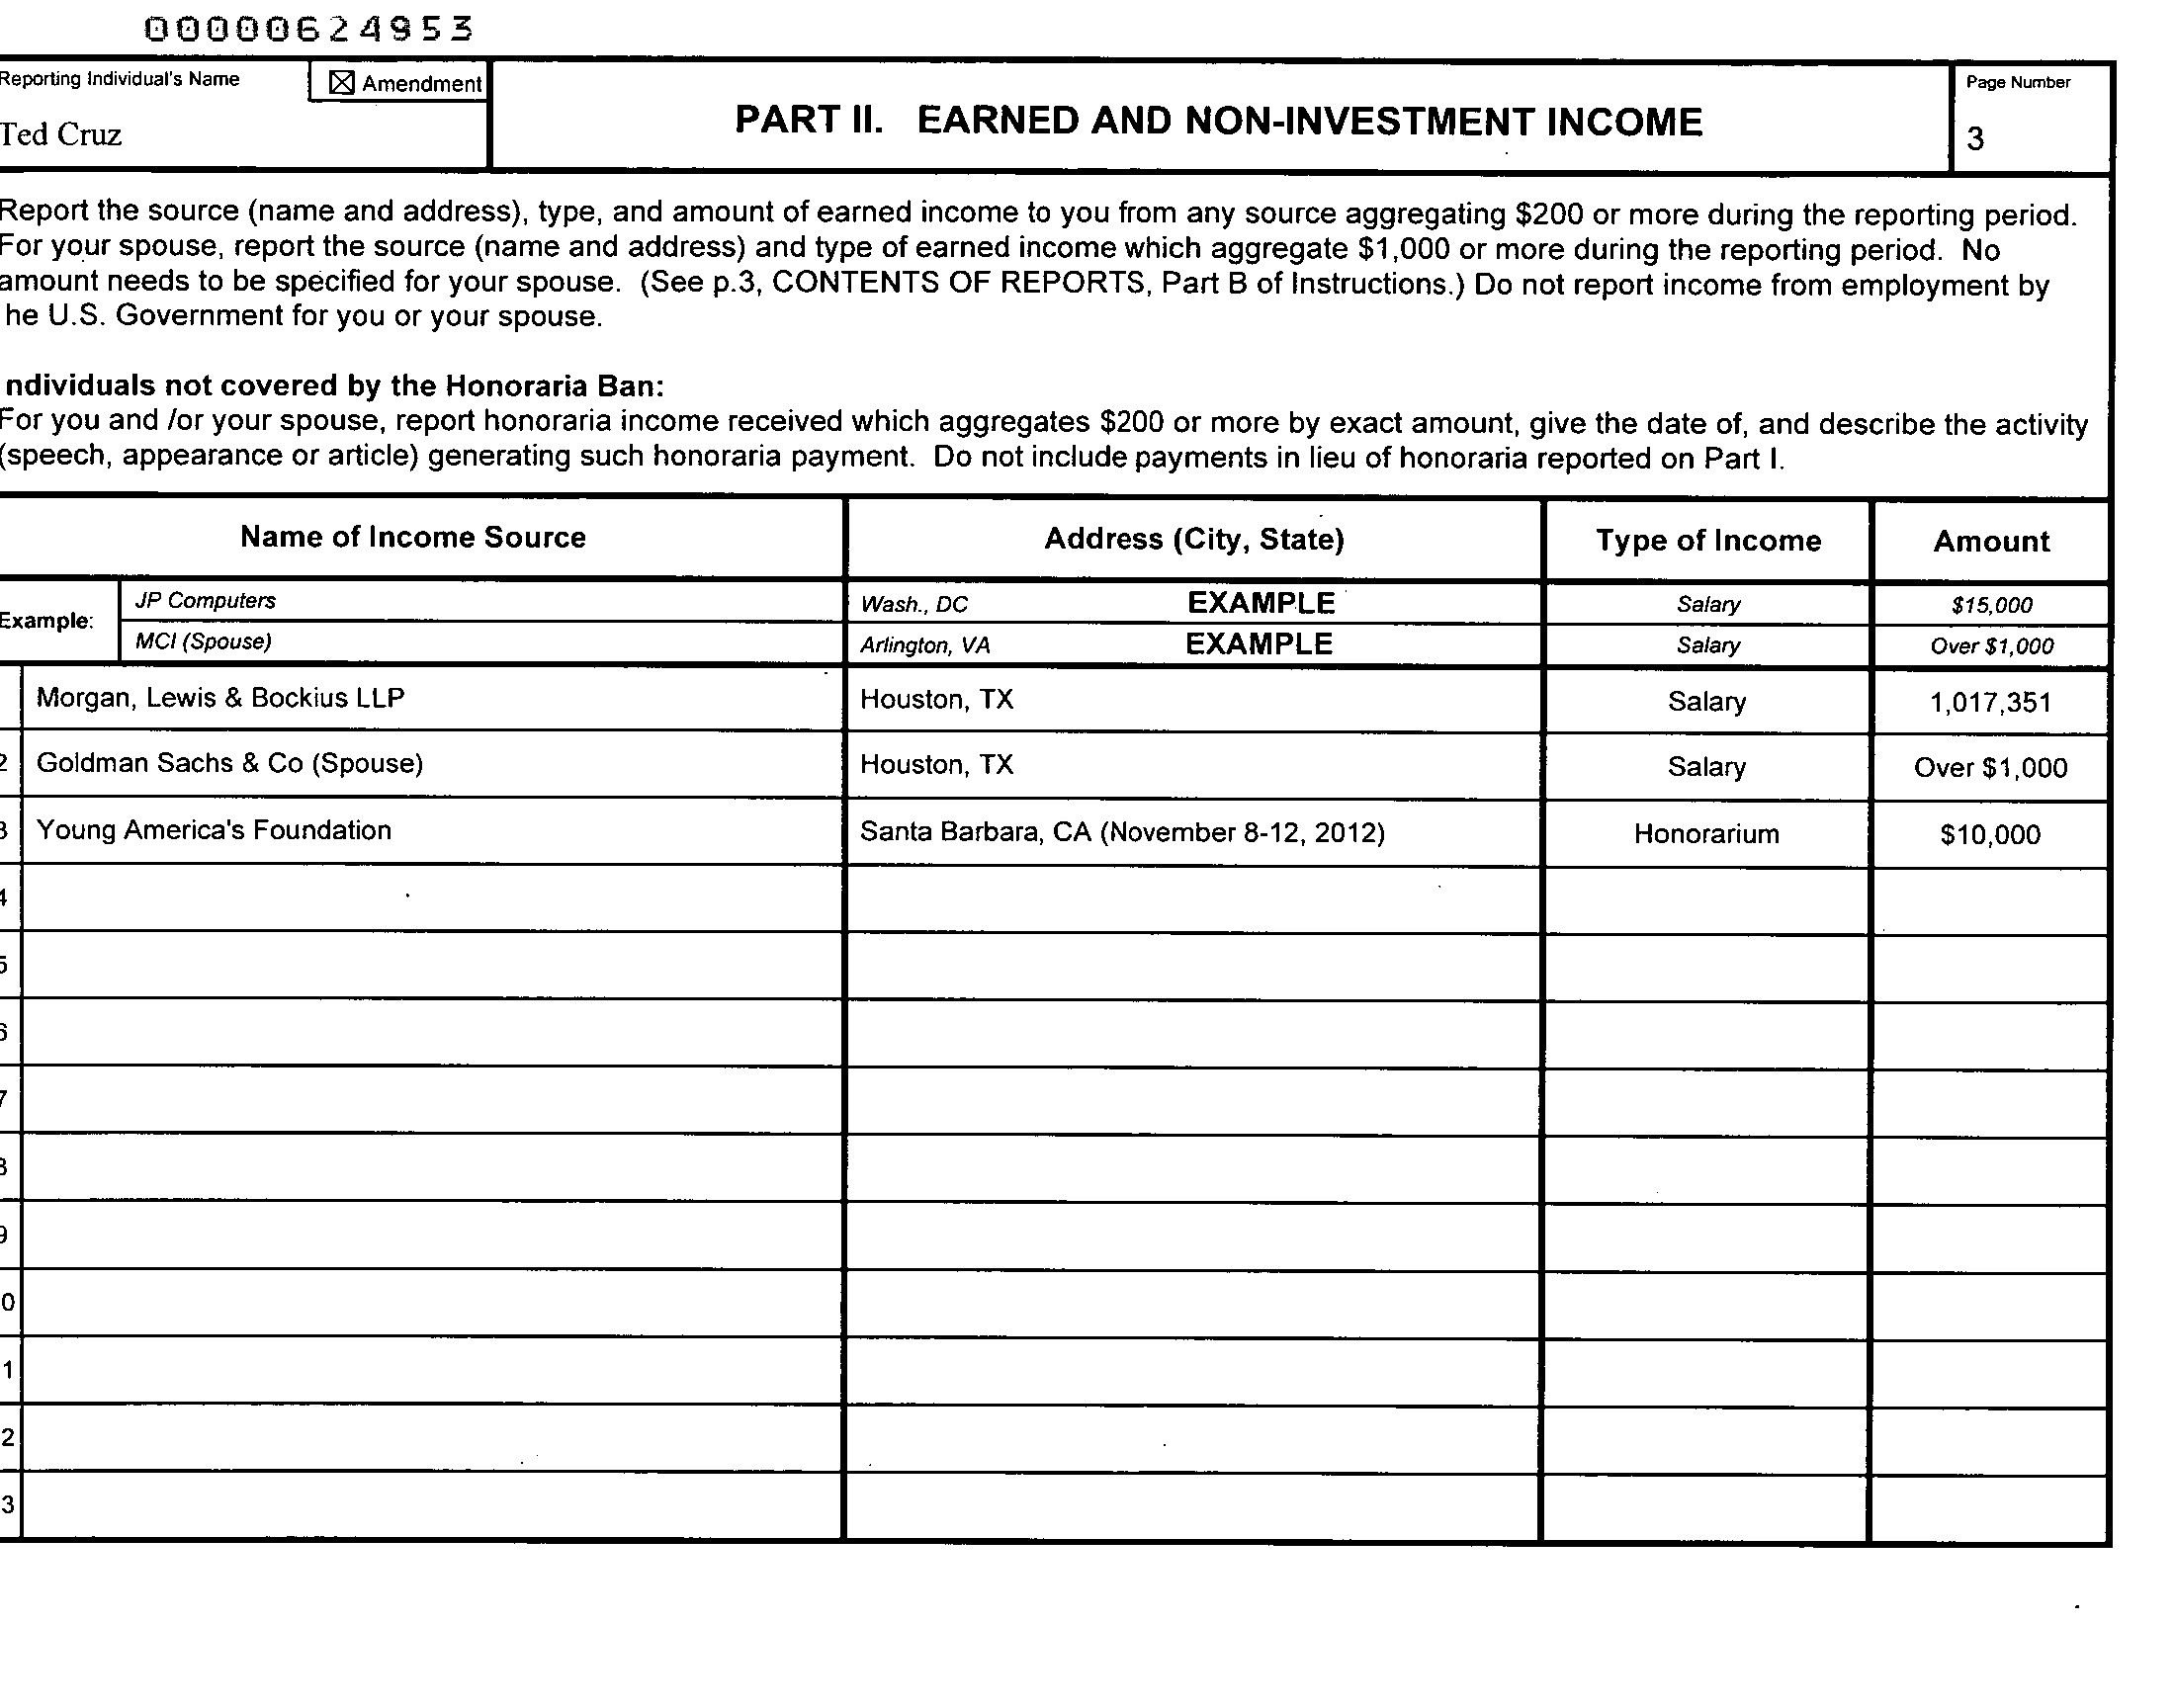 00000624953
Reporting Individual's Name
Amendment
Ted Cruz
PART II. EARNED AND NON-INVESTMENT INCOME
Page Number
3
Report the source (name and address), type, and amount of earned income to you from any source aggregating $200 or more during the reporting period.
For your spouse, report the source (name and address) and type of earned income which aggregate $1,000 or more during the reporting period. No
amount needs to be specified for your spouse. (See p.3, CONTENTS OF REPORTS, Part B of Instructions.) Do not report income from employment by
he U.S. Government for you or your spouse.
ndividuals not covered by the Honoraria Ban:
For you and /or your spouse, report honoraria income received which aggregates $200 or more by exact amount, give the date of, and describe the activity
(speech, appearance or article) generating such honoraria payment. Do not include payments in lieu of honoraria reported on Part I.
Name of Income Source Address (City, State) Type of Income Amount
Example: JP Computers Wash., DC EXAMPLE Salary $15,000
MCI (Spouse) Arlington, VA EXAMPLE Salary Over $1,000
Morgan, Lewis & Bockius LLP Houston, TX Salary 1,017,351
2 Goldman Sachs & Co (Spouse) Houston, TX Salary Over $1,000
3 Young America's Foundation Santa Barbara, CA (November 8-12, 2012) Honorarium $10,000
4
5
6
7
8
9
0
1
2
3